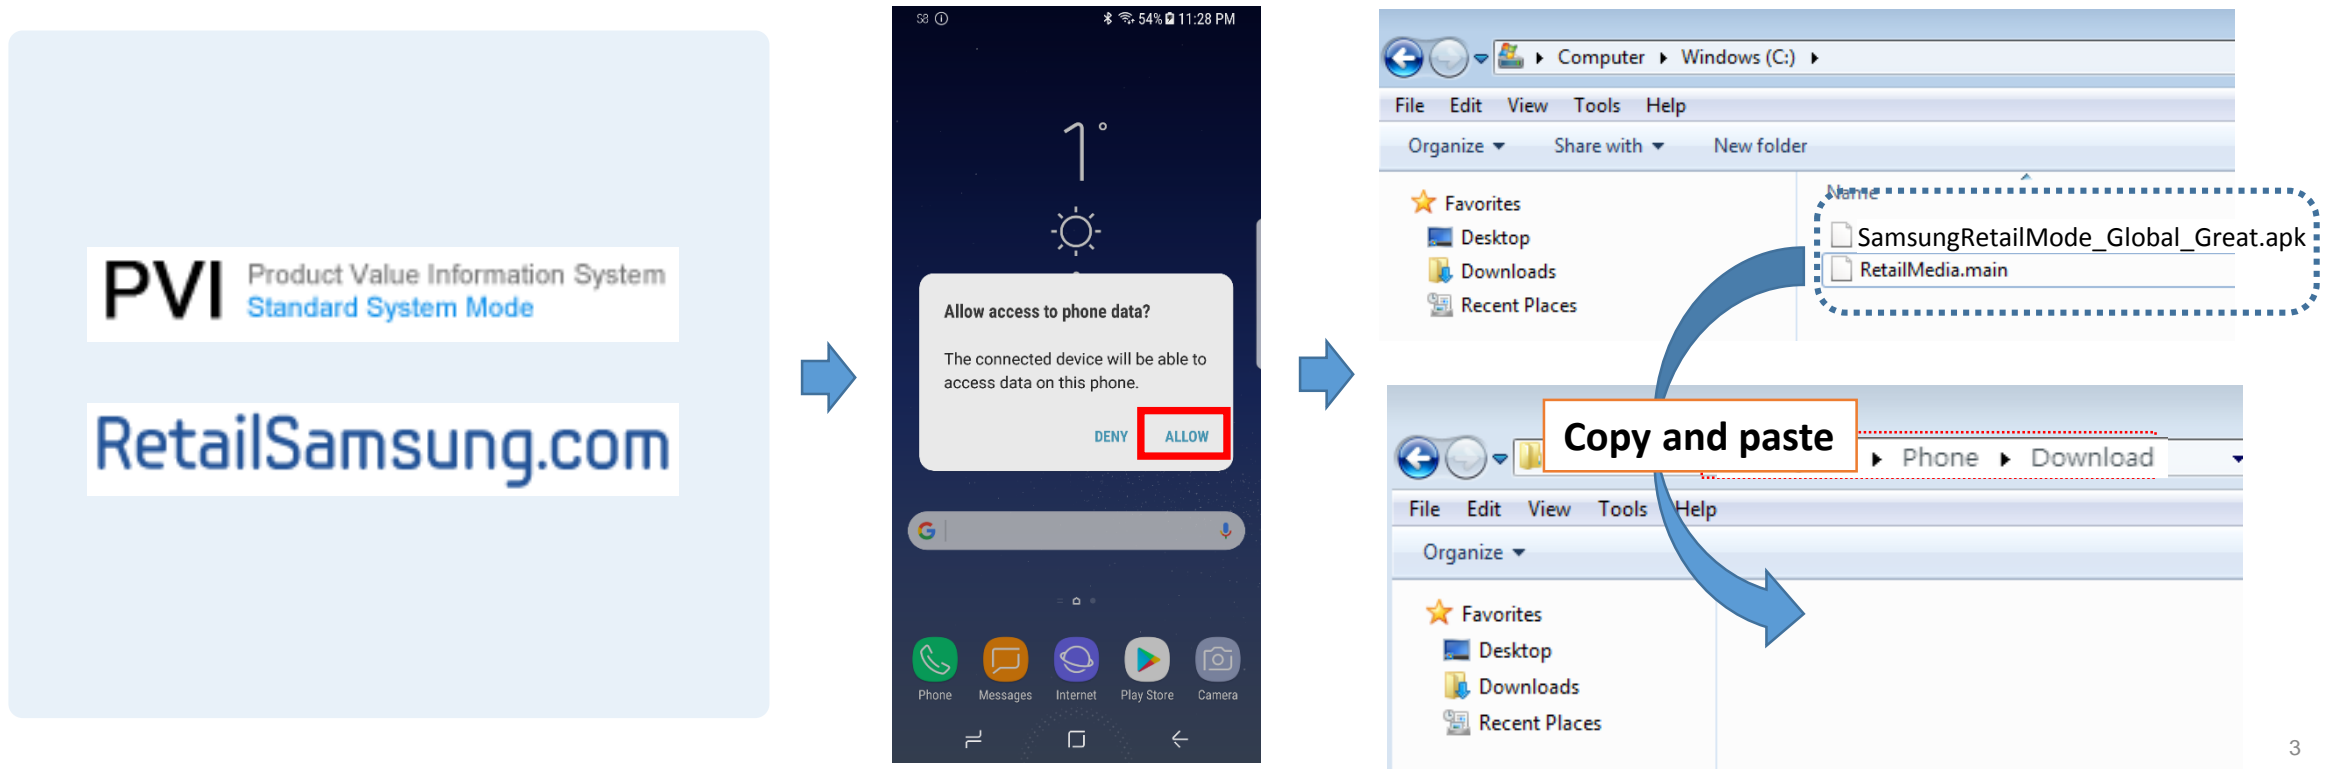 PVI
Product Value Information System
Standard System Mode
RetailSamsung.com
S8 54% 11:28 PM
1°
Allow access to phone data?
The connected device will be able to
access data on this phone.
DENY ALLOW
G
Phone Messages Internet Play Store Camera
Computer Windows (C:)
File Edit View Tools Help
Organize Share with New folder
Name
Favorites
Desktop
Downloads
Recent Places
SamsungRetailMode_Global_Great.apk
RetailMedia.main
Copy and paste
Phone Download
File Edit View Tools Help
Organize
Favorites
Desktop
Downloads
Recent Places
3